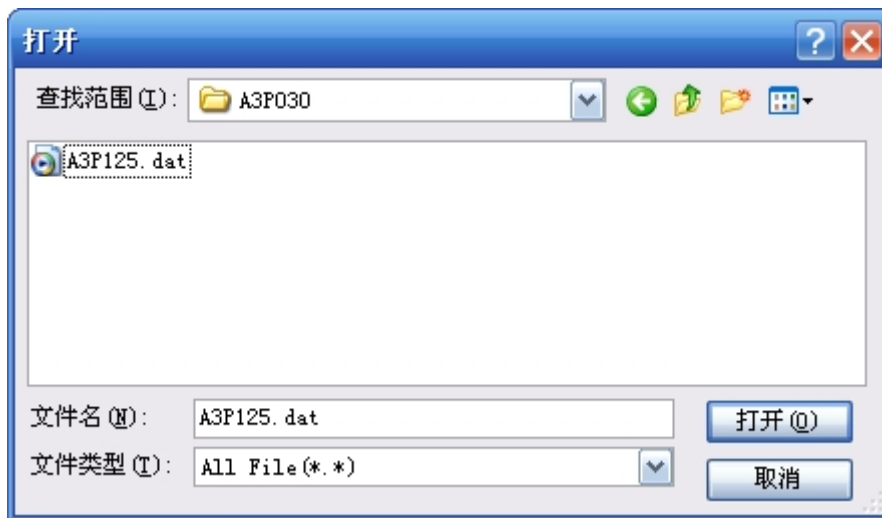 打开
查找范围(I): A3P030
A3P125.dat
文件名(N): A3P125.dat 打开(O)
文件类型(T): All File(*.*) 取消